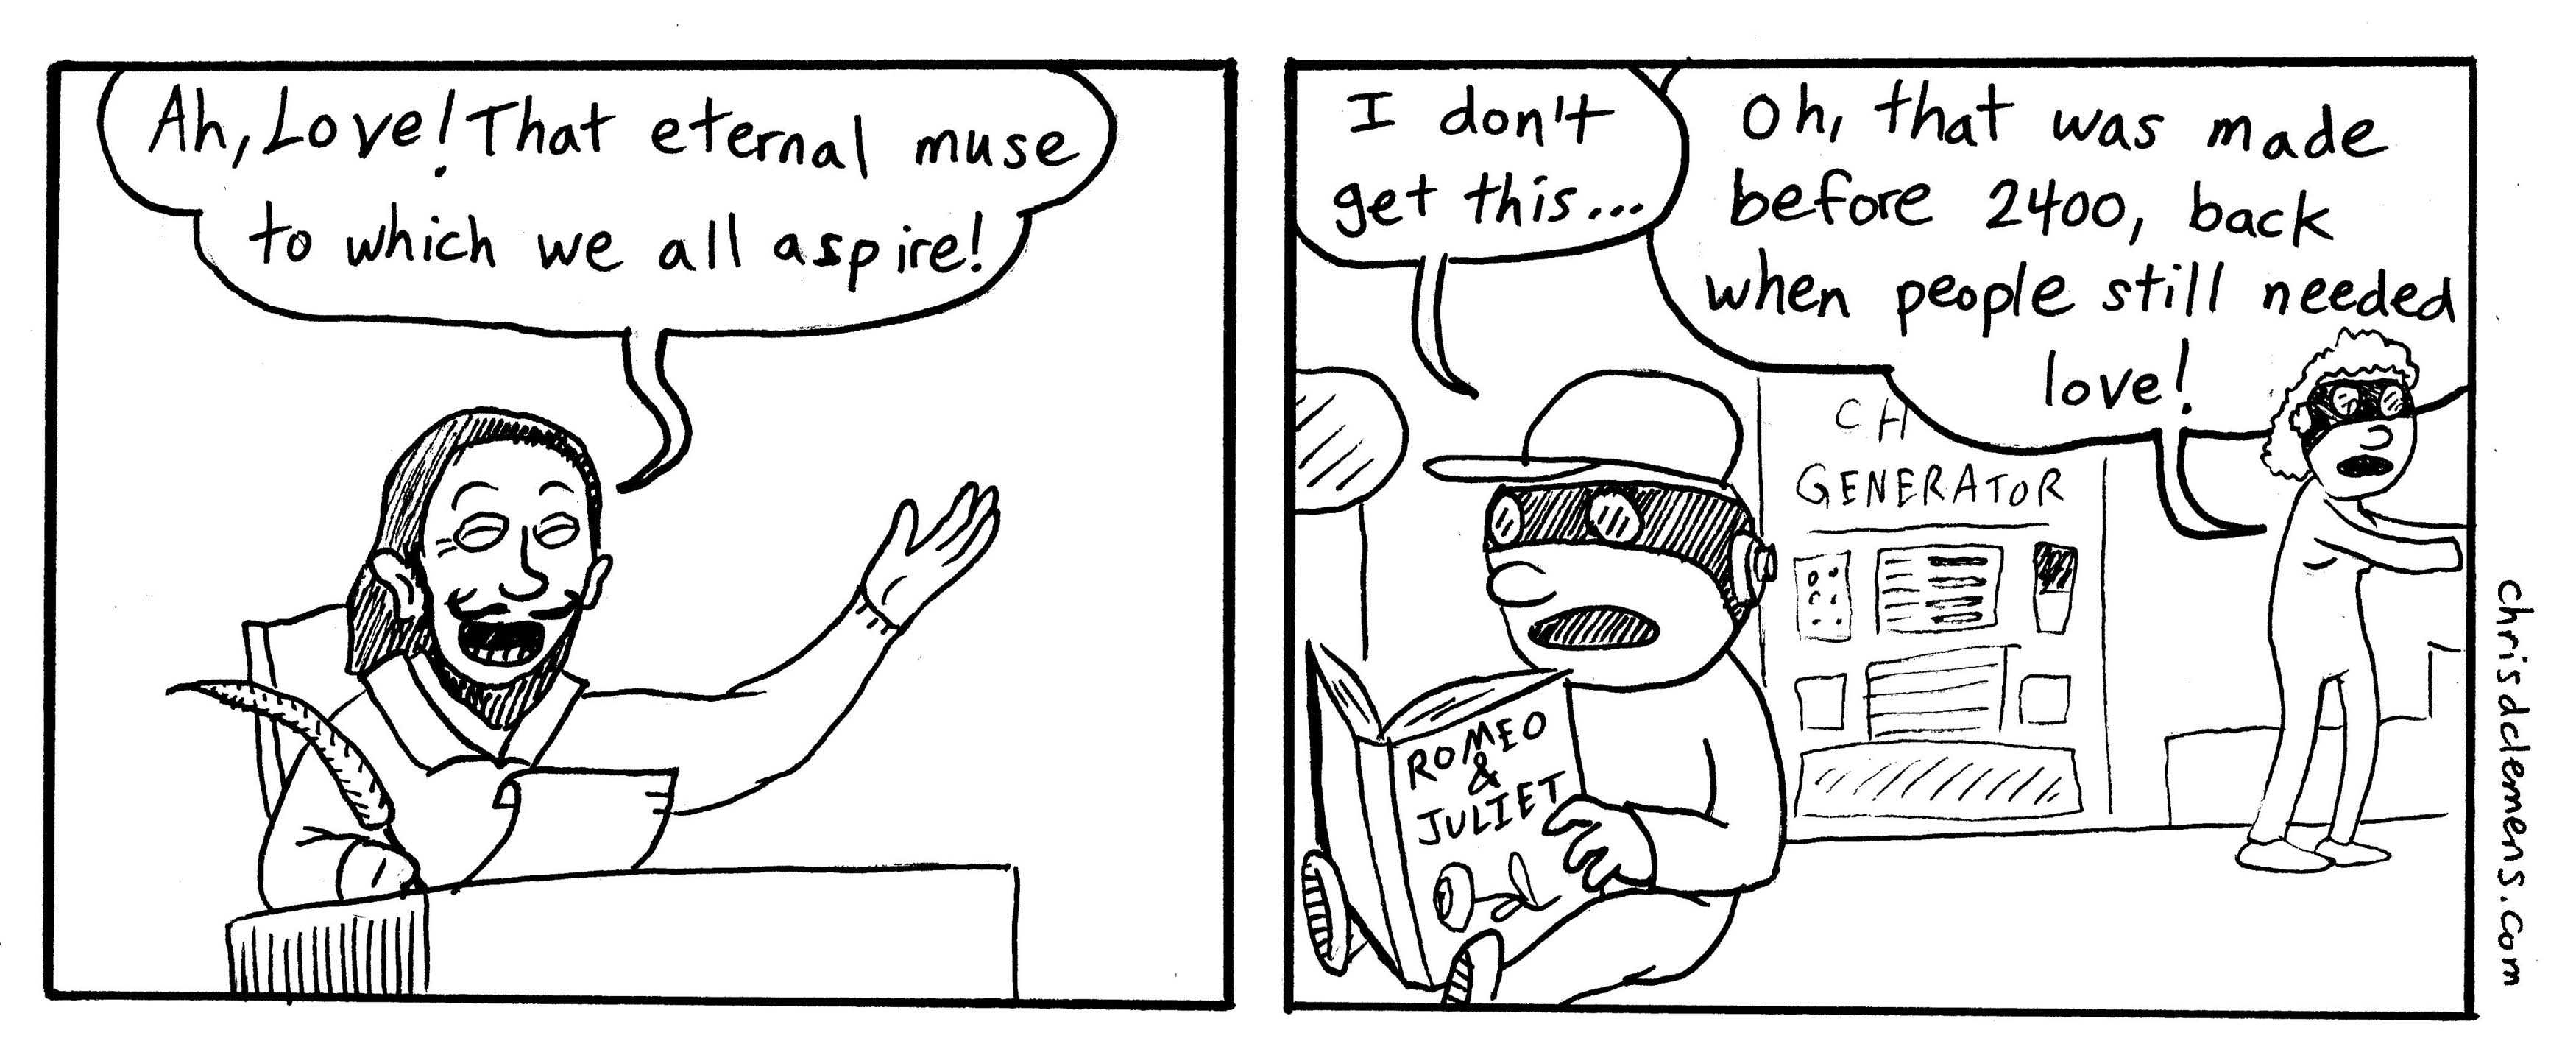 Ah, Love! That eternal muse
to which we all aspire!
I don't
get this...
Oh, that was made
before 2400, back
when people still needed
love!
CH
GENERATOR
ROMEO
&
JULIET
chrisdclemens.com